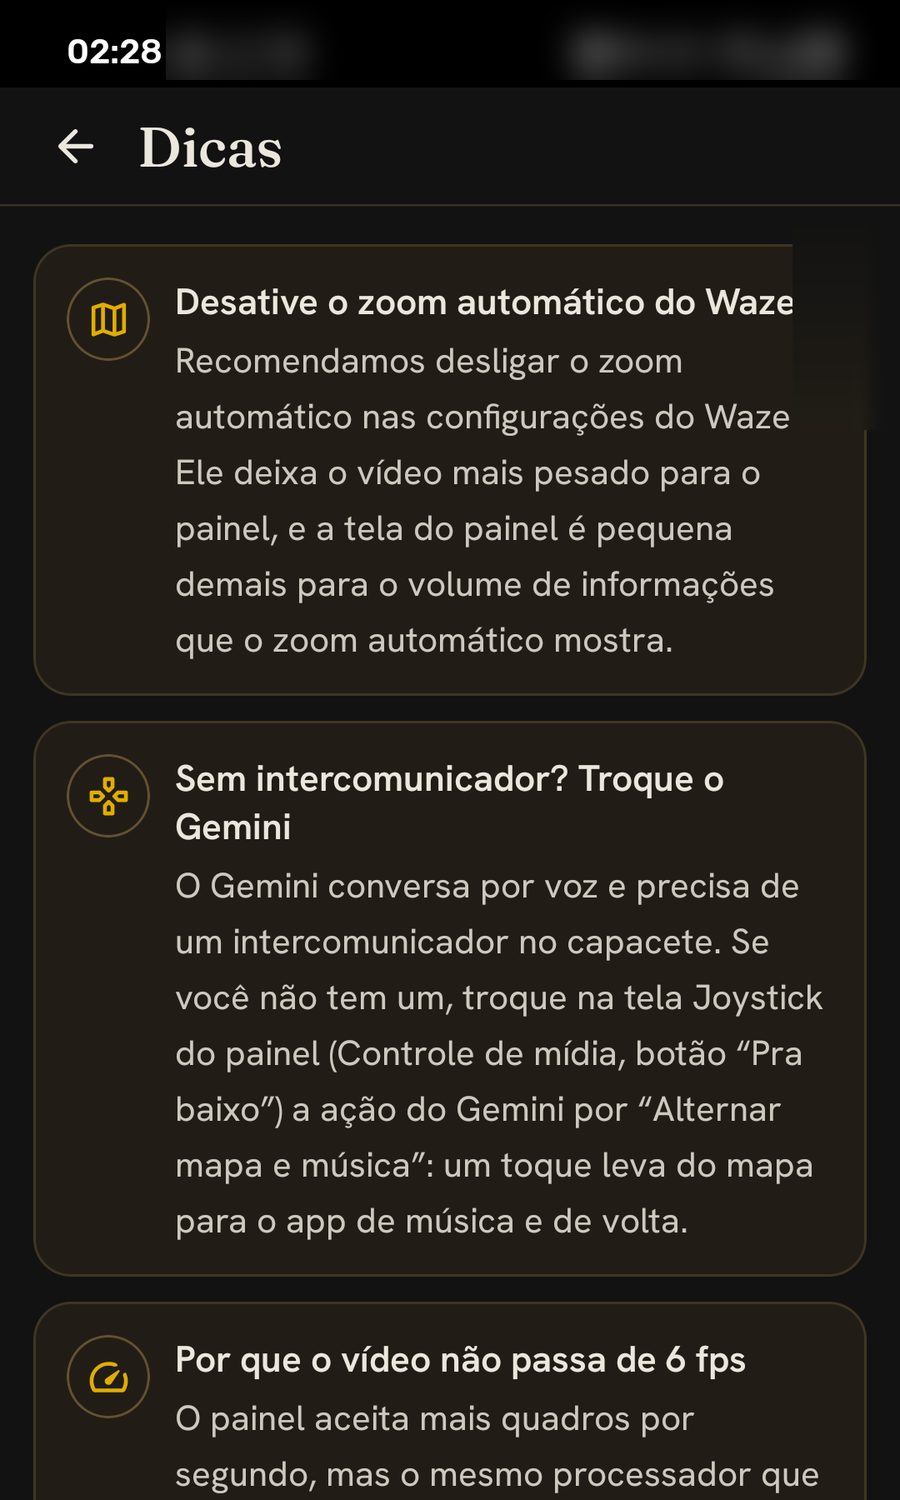 02:28
Dicas
Desative o zoom automático do Waze
Recomendamos desligar o zoom
automático nas configurações do Waze
Ele deixa o vídeo mais pesado para o
painel, e a tela do painel é pequena
demais para o volume de informações
que o zoom automático mostra.
Sem intercomunicador? Troque o
Gemini
O Gemini conversa por voz e precisa de
um intercomunicador no capacete. Se
você não tem um, troque na tela Joystick
do painel (Controle de mídia, botão “Pra
baixo”) a ação do Gemini por “Alternar
mapa e música”: um toque leva do mapa
para o app de música e de volta.
Por que o vídeo não passa de 6 fps
O painel aceita mais quadros por
segundo, mas o mesmo processador que